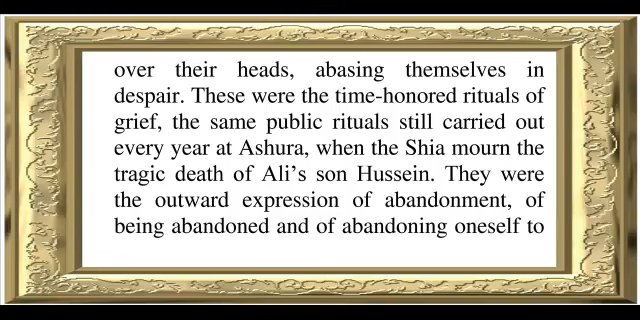 over their heads, abasing themselves in
despair. These were the time-honored rituals of
grief, the same public rituals still carried out
every year at Ashura, when the Shia mourn the
tragic death of Ali’s son Hussein. They were
the outward expression of abandonment, of
being abandoned and of abandoning oneself to